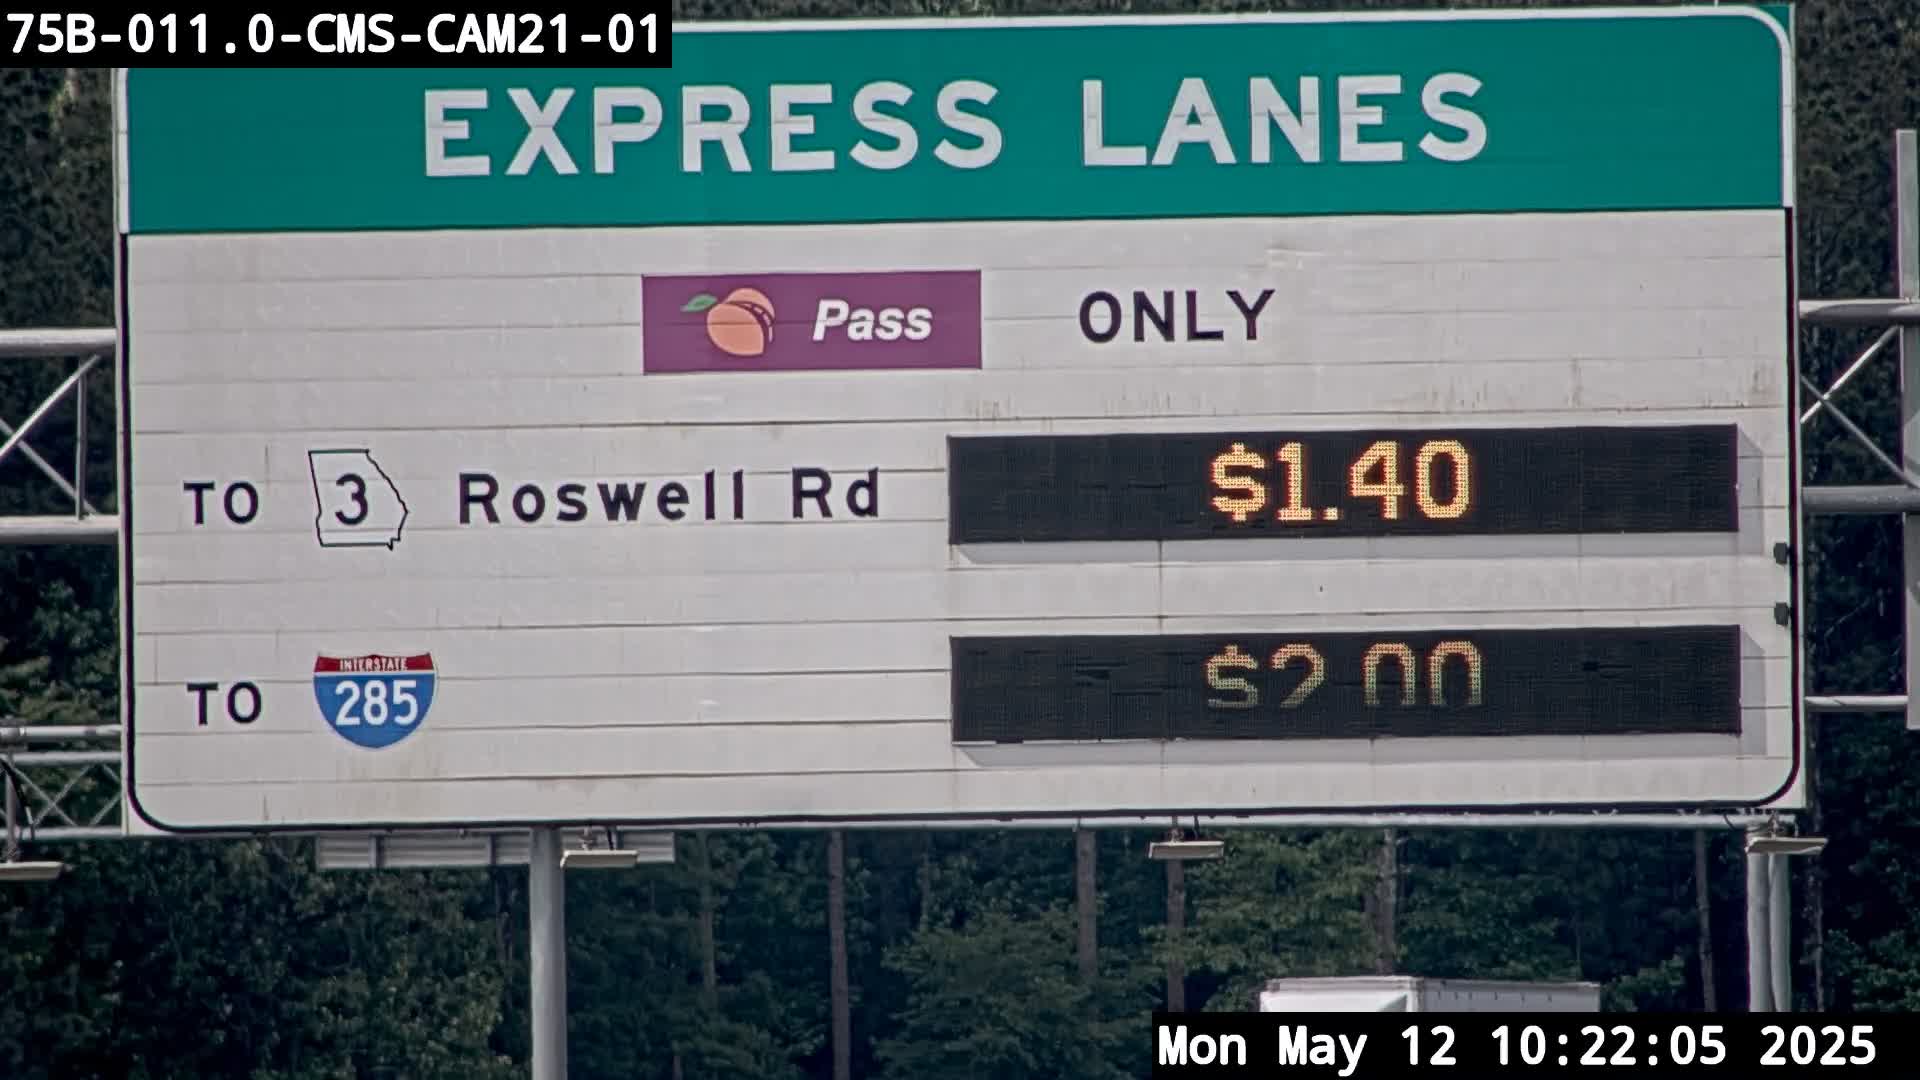 75B-011.0-CMS-CAM21-01
EXPRESS LANES
Pass ONLY
TO 3 Roswell Rd $1.40
TO INTERSTATE 285 $2.00
Mon May 12 10:22:05 2025